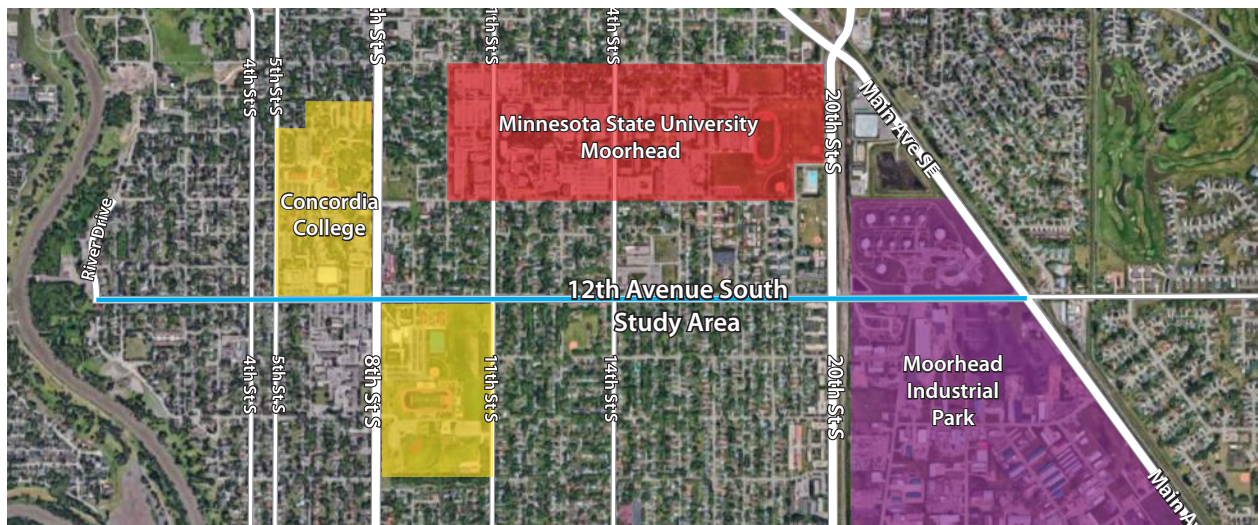 4th St S
5th St S
th St S
1th St S
4th St S
20th St S
Main Ave SE
Minnesota State University
Moorhead
Concordia
College
River Drive
12th Avenue South
Study Area
4th St S
5th St S
8th St S
11th St S
14th St S
20th St S
Moorhead
Industrial
Park
Main Av